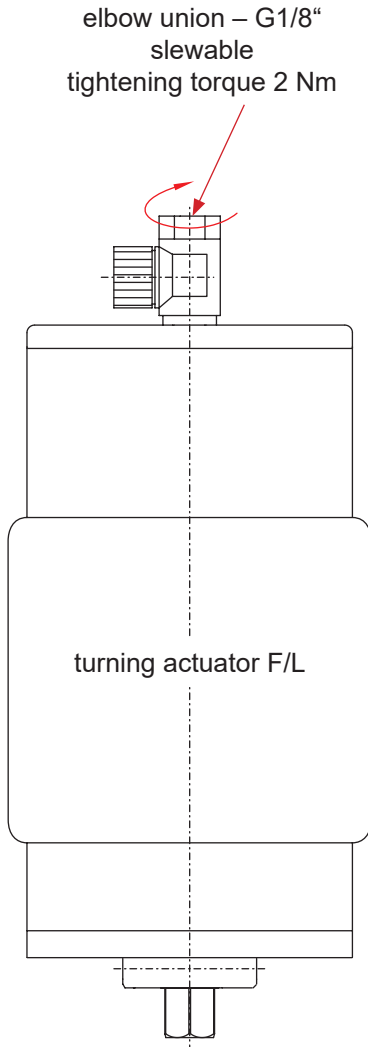 elbow union – G1/8“
slewable
tightening torque 2 Nm
turning actuator F/L